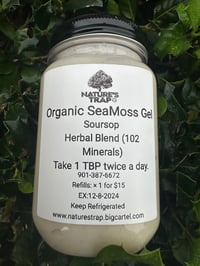 NATURE'S
TRAP
Organic SeaMoss Gel
Soursop
Herbal Blend (102
Minerals)
Take 1 TBP twice a day.
901-387-6672
Refills: × 1 for $15
EX:12-8-2024
Keep Refrigerated
www.naturestrap.bigcartel.com